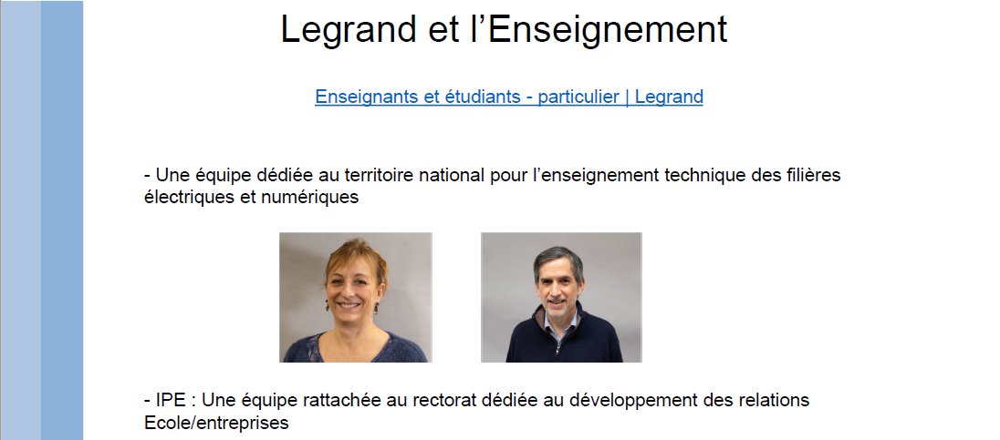 Legrand et l’Enseignement
Enseignants et étudiants - particulier | Legrand
- Une équipe dédiée au territoire national pour l’enseignement technique des filières
électriques et numériques
- IPE : Une équipe rattachée au rectorat dédiée au développement des relations
Ecole/entreprises